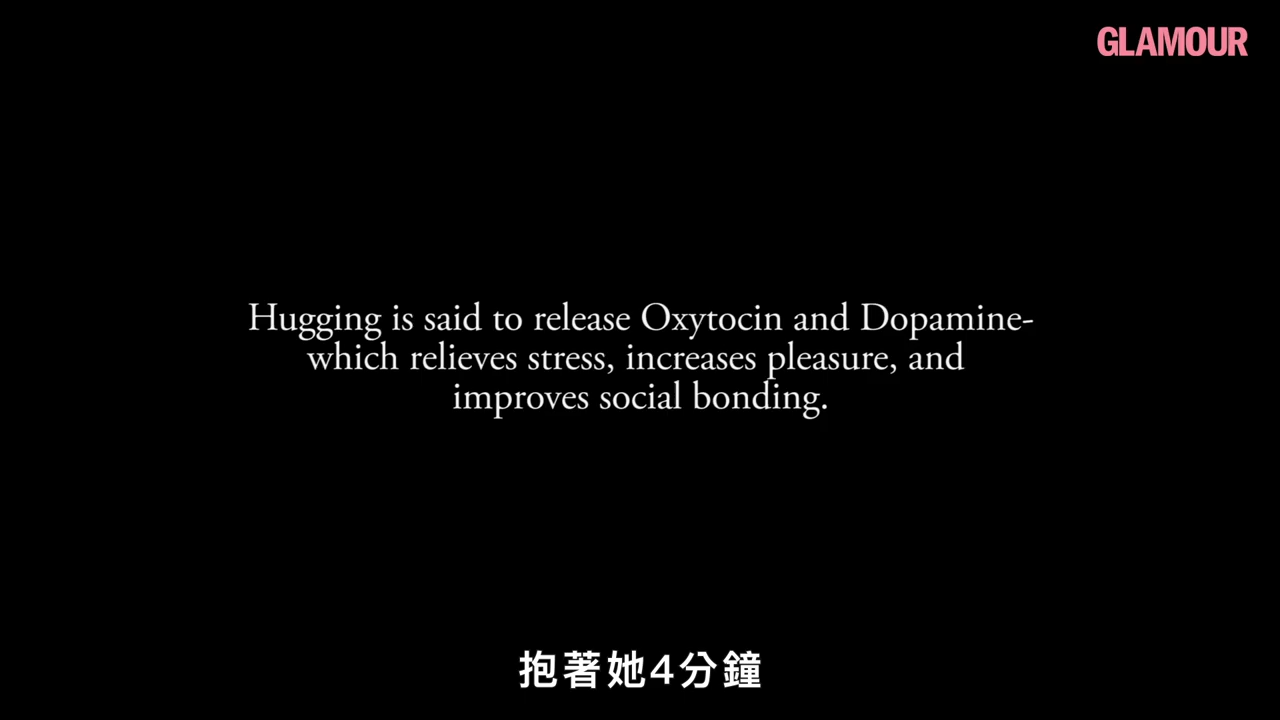 GLAMOUR
Hugging is said to release Oxytocin and Dopamine-
which relieves stress, increases pleasure, and
improves social bonding.
抱著她4分鐘